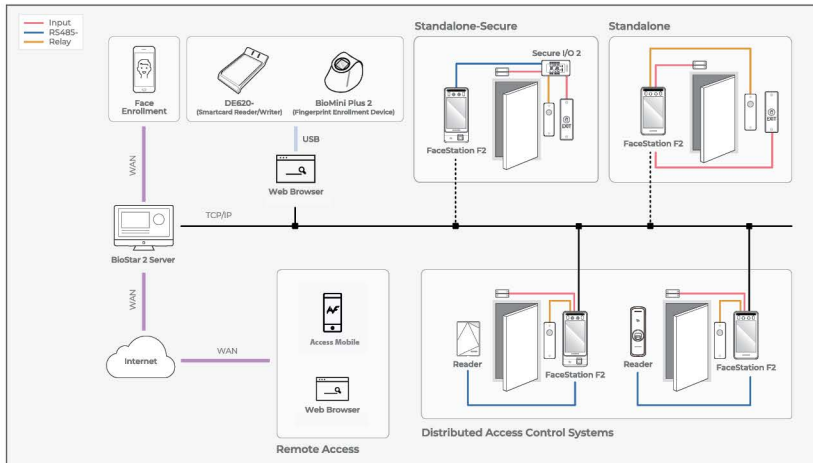 Input
RS485-
Relay
Face
Enrollment
DE620-
(Smartcard Reader/Writer)
BioMini Plus 2
(Fingerprint Enrollment Device)
Standalone-Secure
Secure I/O 2
EXIT
FaceStation F2
Standalone
EXIT
FaceStation F2
WAN
USB
Web Browser
TCP/IP
BioStar 2 Server
WAN
Internet
WAN
Access Mobile
Web Browser
Remote Access
Reader
FaceStation F2
Reader
FaceStation F2
Distributed Access Control Systems